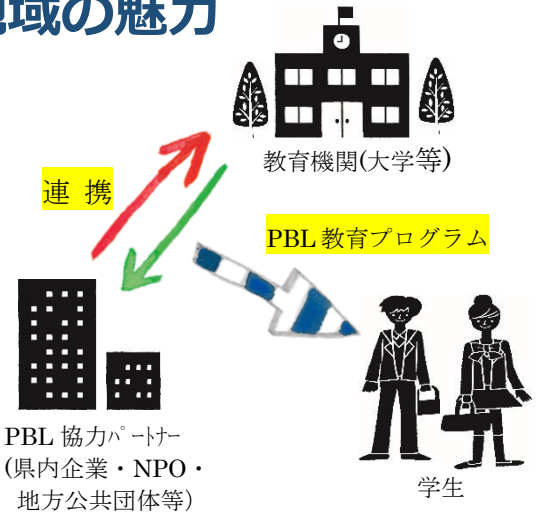 地域の魅力
教育機関(大学等)
連 携
PBL 教育プログラム
PBL 協力パートナー
(県内企業・NPO・
地方公共団体等)
学生